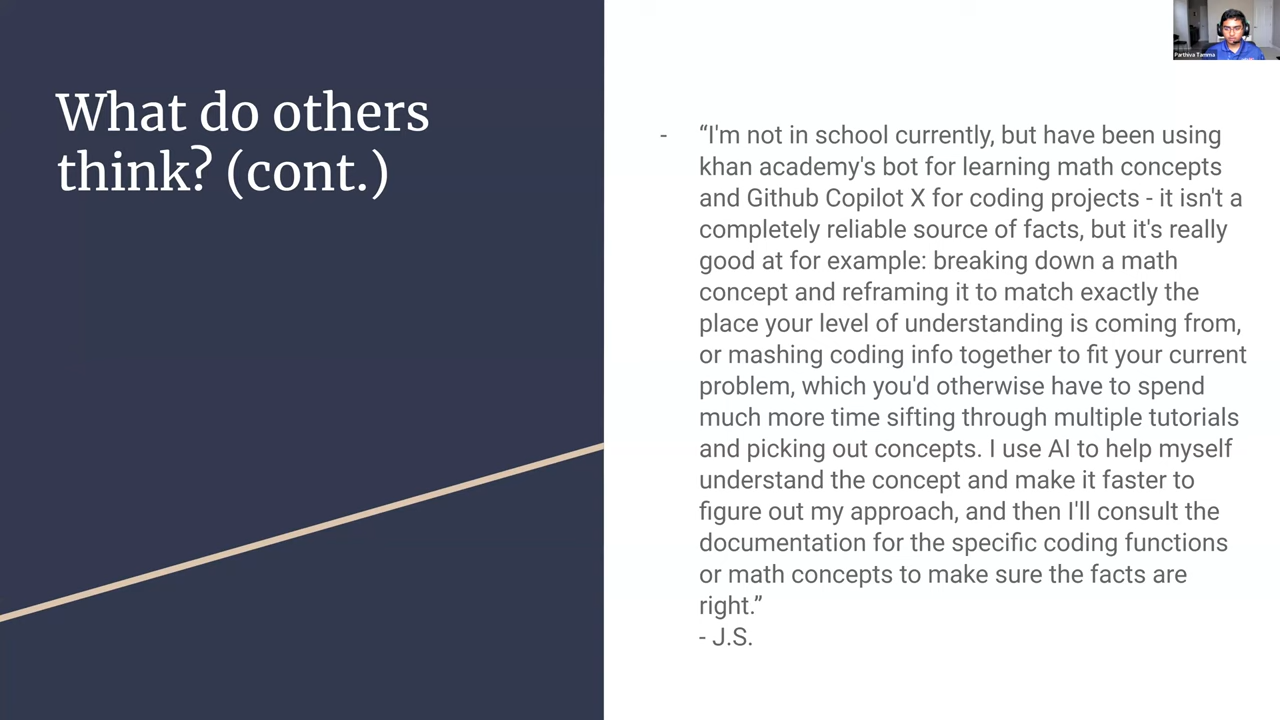 What do others
think? (cont.)
- “I'm not in school currently, but have been using
khan academy's bot for learning math concepts
and Github Copilot X for coding projects - it isn't a
completely reliable source of facts, but it's really
good at for example: breaking down a math
concept and reframing it to match exactly the
place your level of understanding is coming from,
or mashing coding info together to fit your current
problem, which you'd otherwise have to spend
much more time sifting through multiple tutorials
and picking out concepts. I use AI to help myself
understand the concept and make it faster to
figure out my approach, and then I'll consult the
documentation for the specific coding functions
or math concepts to make sure the facts are
right.”
- J.S.
Parthiva Tamma